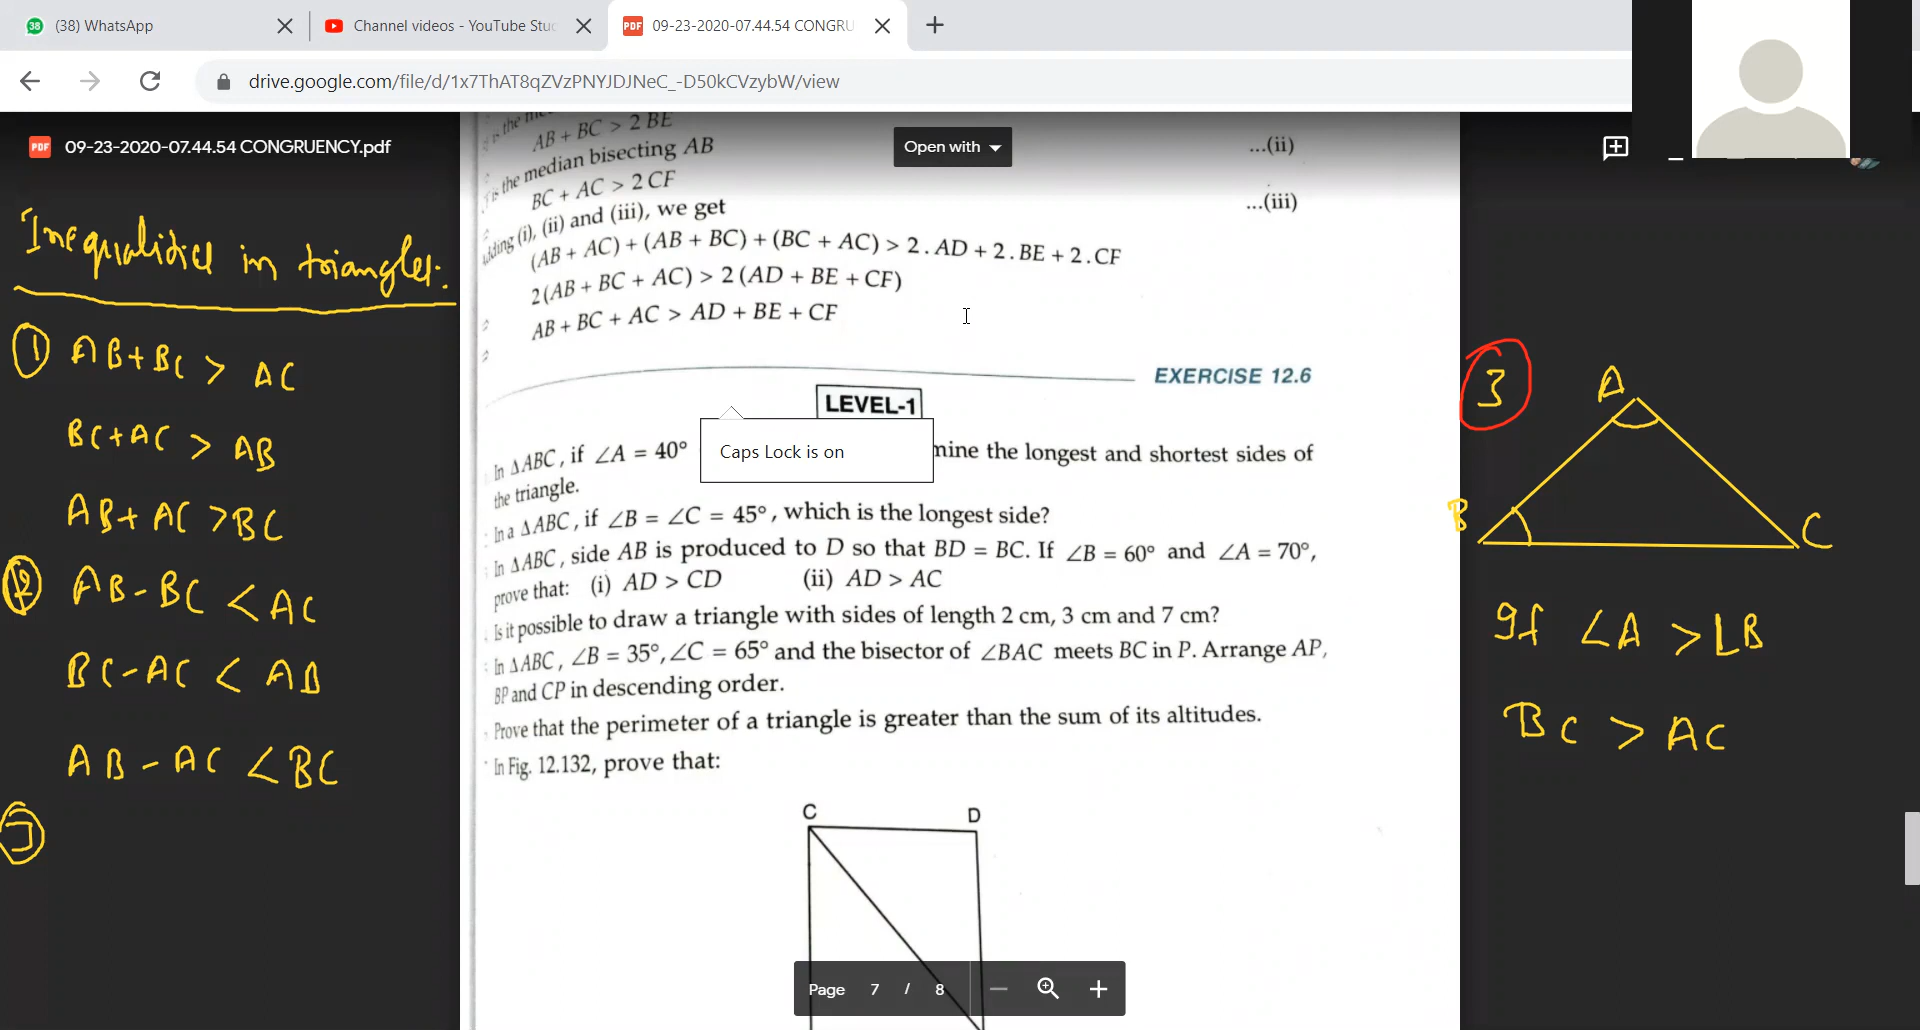 (38) WhatsApp
Channel videos - YouTube Stu
09-23-2020-07.44.54 CONGRU
drive.google.com/file/d/1x7ThAT8qZVzPNYJDJNeC_-D50kCVzybW/view
PDF 09-23-2020-07.44.54 CONGRUENCY.pdf
Open with
AB + BC > 2 BE ...(ii)
is the median bisecting AB
BC + AC > 2 CF ...(iii)
(i), (ii) and (iii), we get
(AB + AC) + (AB + BC) + (BC + AC) > 2 . AD + 2 . BE + 2 . CF
2 (AB + BC + AC) > 2 (AD + BE + CF)
AB + BC + AC > AD + BE + CF
EXERCISE 12.6
LEVEL-1
In ΔABC, if ∠A = 40° mine the longest and shortest sides of
the triangle.
Caps Lock is on
In a ΔABC, if ∠B = ∠C = 45°, which is the longest side?
In ΔABC, side AB is produced to D so that BD = BC. If ∠B = 60° and ∠A = 70°,
prove that: (i) AD > CD (ii) AD > AC
Is it possible to draw a triangle with sides of length 2 cm, 3 cm and 7 cm?
In ΔABC, ∠B = 35°, ∠C = 65° and the bisector of ∠BAC meets BC in P. Arrange AP,
BP and CP in descending order.
Prove that the perimeter of a triangle is greater than the sum of its altitudes.
In Fig. 12.132, prove that:
C D
Page 7 / 8
Inequalities in triangles.
① AB+BC > AC
BC+AC > AB
AB+AC >BC
② AB-BC < AC
BC-AC < AB
AB-AC <BC
③
3
A
B
C
If ∠A > ∠B
BC > AC